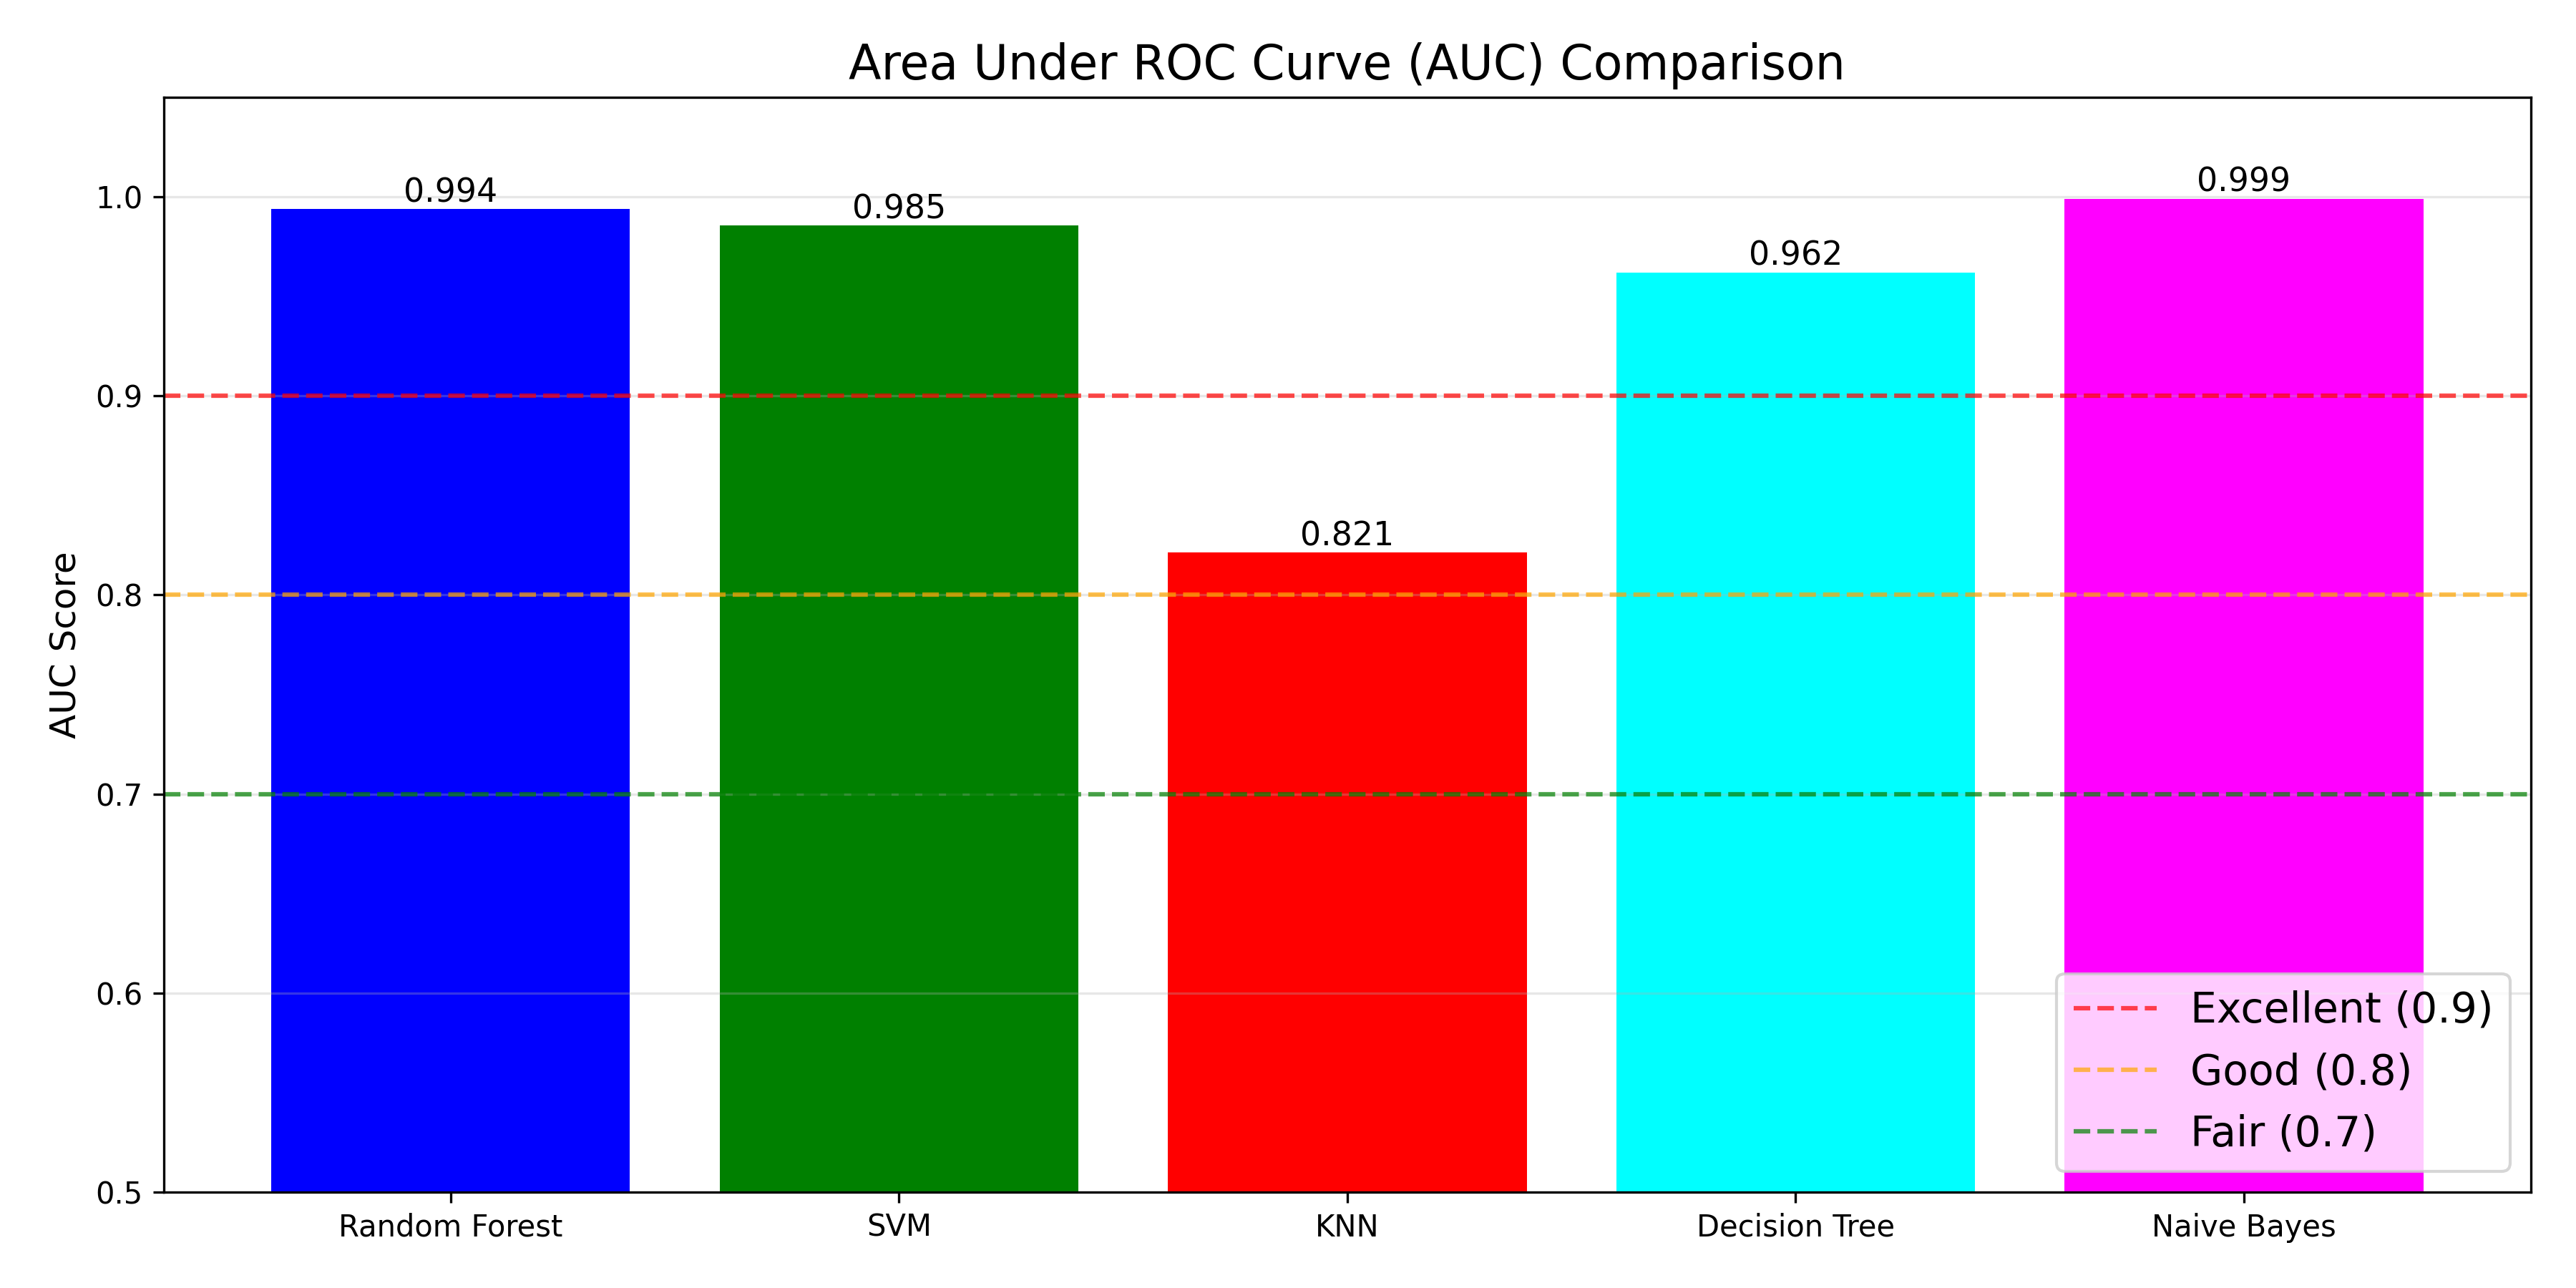 Area Under ROC Curve (AUC) Comparison
AUC Score
1.0
0.9
0.8
0.7
0.6
0.5
0.994
0.985
0.821
0.962
0.999
Random Forest
SVM
KNN
Decision Tree
Naive Bayes
Excellent (0.9)
Good (0.8)
Fair (0.7)